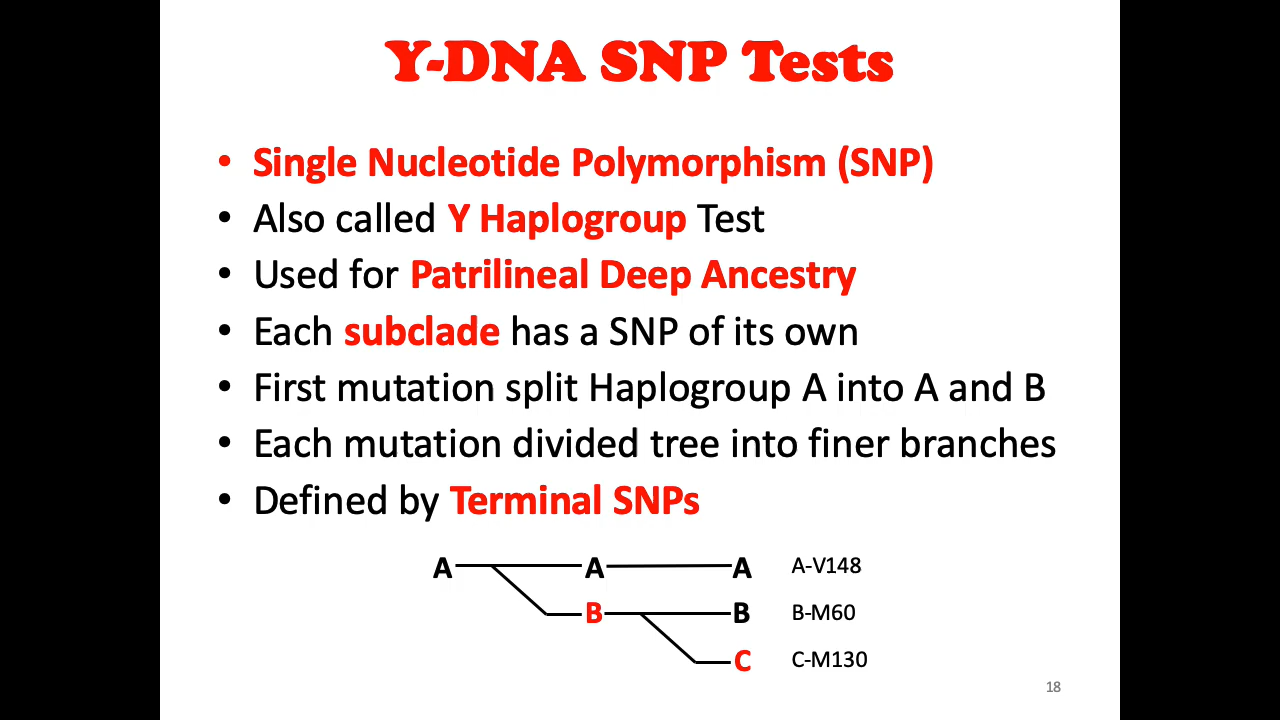 Y-DNA SNP Tests
• Single Nucleotide Polymorphism (SNP)
• Also called Y Haplogroup Test
• Used for Patrilineal Deep Ancestry
• Each subclade has a SNP of its own
• First mutation split Haplogroup A into A and B
• Each mutation divided tree into finer branches
• Defined by Terminal SNPs
A A A A-V148
B B B-M60
C C-M130
18